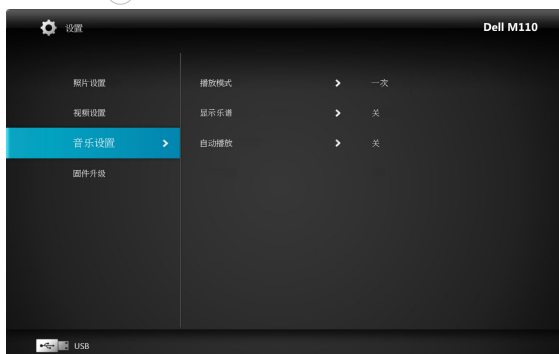 设置 Dell M110
照片设置 播放模式 一次
视频设置 显示乐谱 关
音乐设置 自动播放 关
固件升级
USB